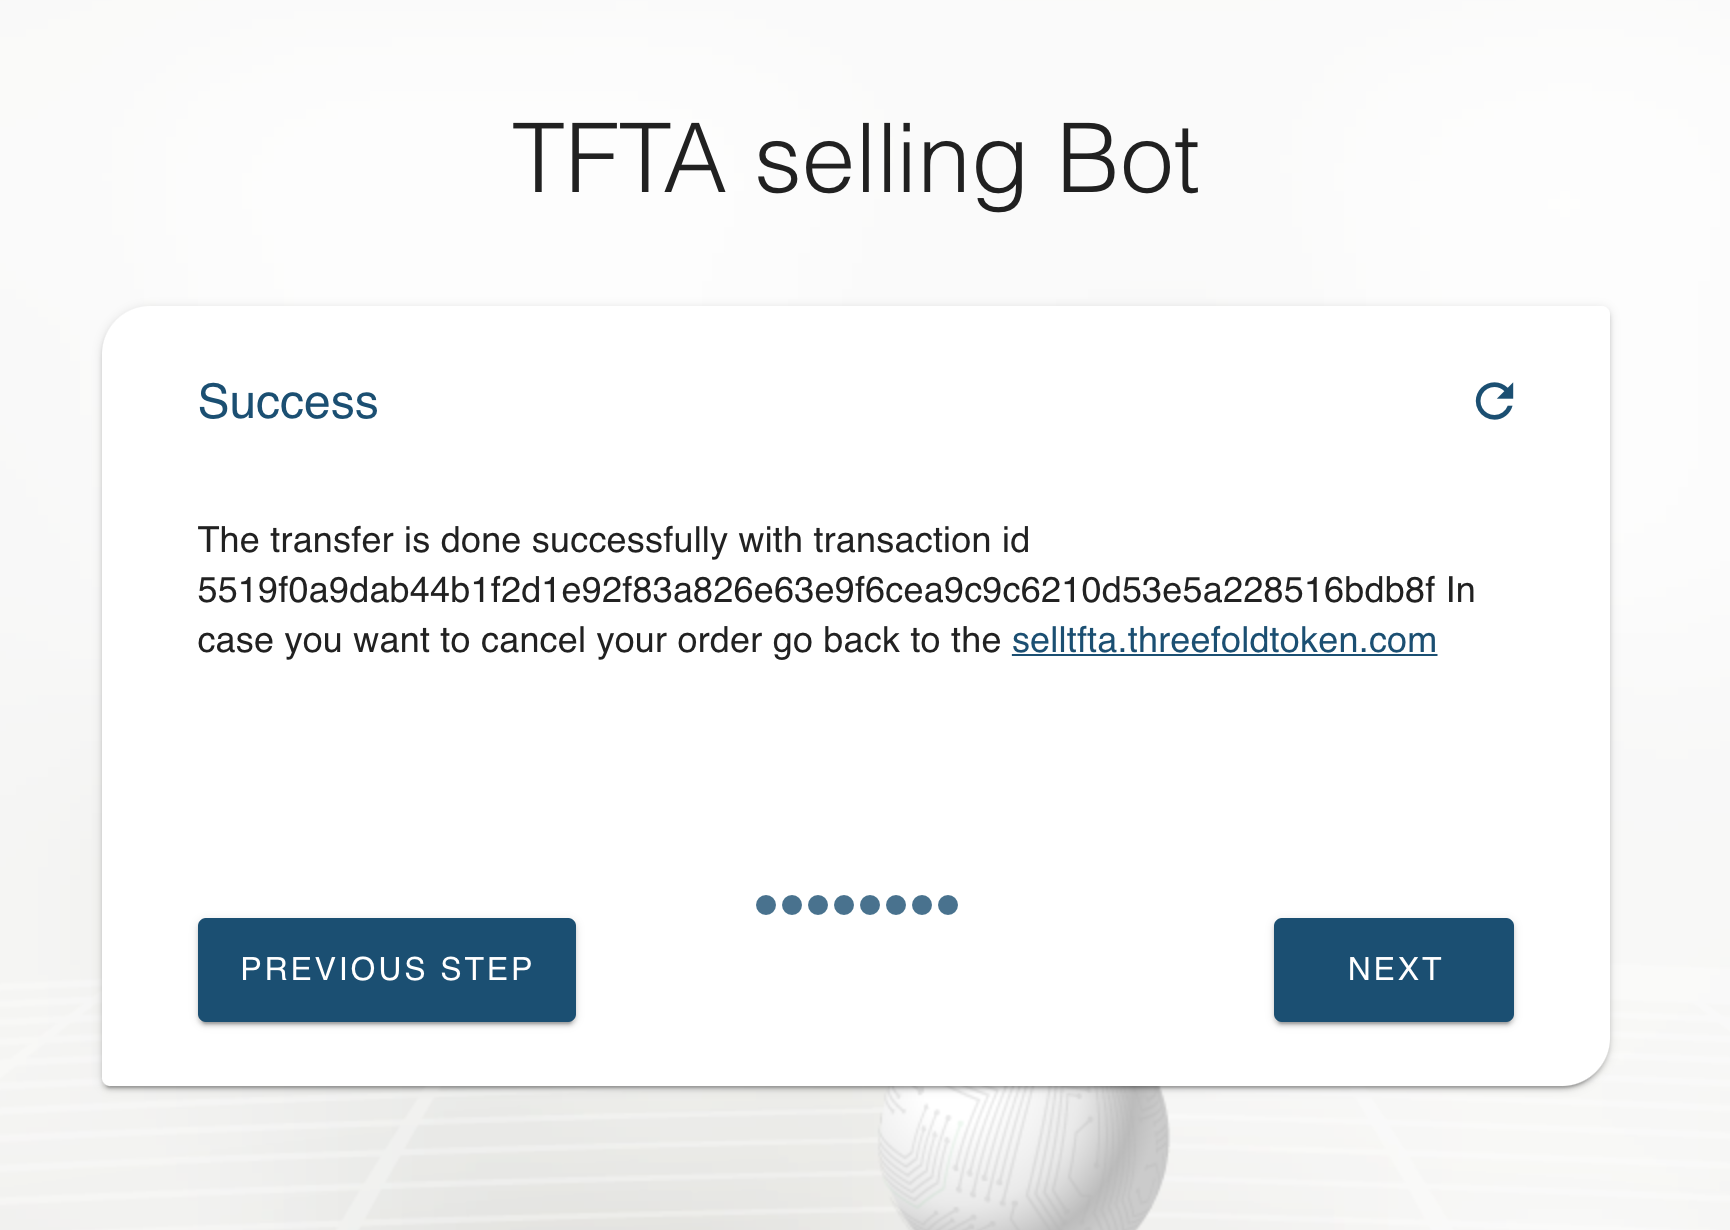 TFTA selling Bot
Success
The transfer is done successfully with transaction id
5519f0a9dab44b1f2d1e92f83a826e63e9f6cea9c9c6210d53e5a228516bdb8f In
case you want to cancel your order go back to the selltfta.threefoldtoken.com
PREVIOUS STEP
NEXT